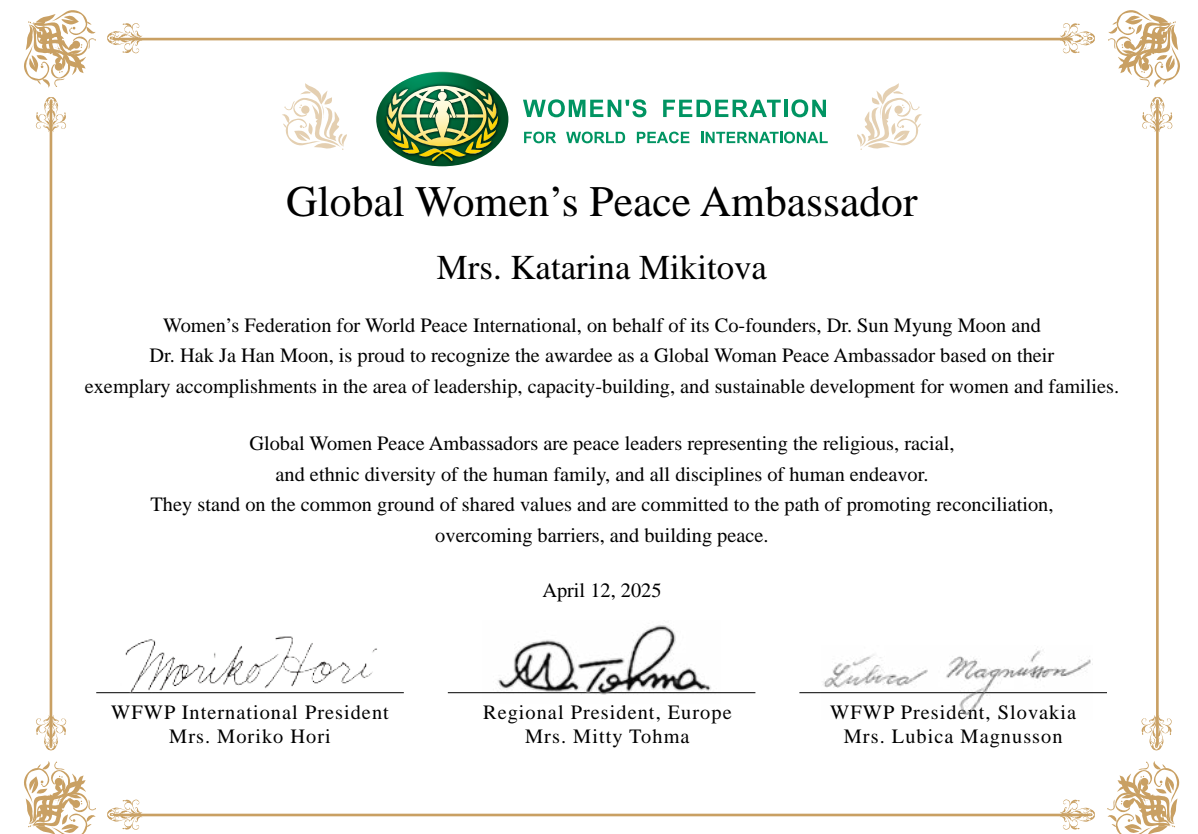 WOMEN'S FEDERATION
FOR WORLD PEACE INTERNATIONAL
Global Women’s Peace Ambassador
Mrs. Katarina Mikitova
Women’s Federation for World Peace International, on behalf of its Co-founders, Dr. Sun Myung Moon and
Dr. Hak Ja Han Moon, is proud to recognize the awardee as a Global Woman Peace Ambassador based on their
exemplary accomplishments in the area of leadership, capacity-building, and sustainable development for women and families.
Global Women Peace Ambassadors are peace leaders representing the religious, racial,
and ethnic diversity of the human family, and all disciplines of human endeavor.
They stand on the common ground of shared values and are committed to the path of promoting reconciliation,
overcoming barriers, and building peace.
April 12, 2025
Moriko Hori
M. Tohma
Lubica Magnusson
WFWP International President
Mrs. Moriko Hori
Regional President, Europe
Mrs. Mitty Tohma
WFWP President, Slovakia
Mrs. Lubica Magnusson